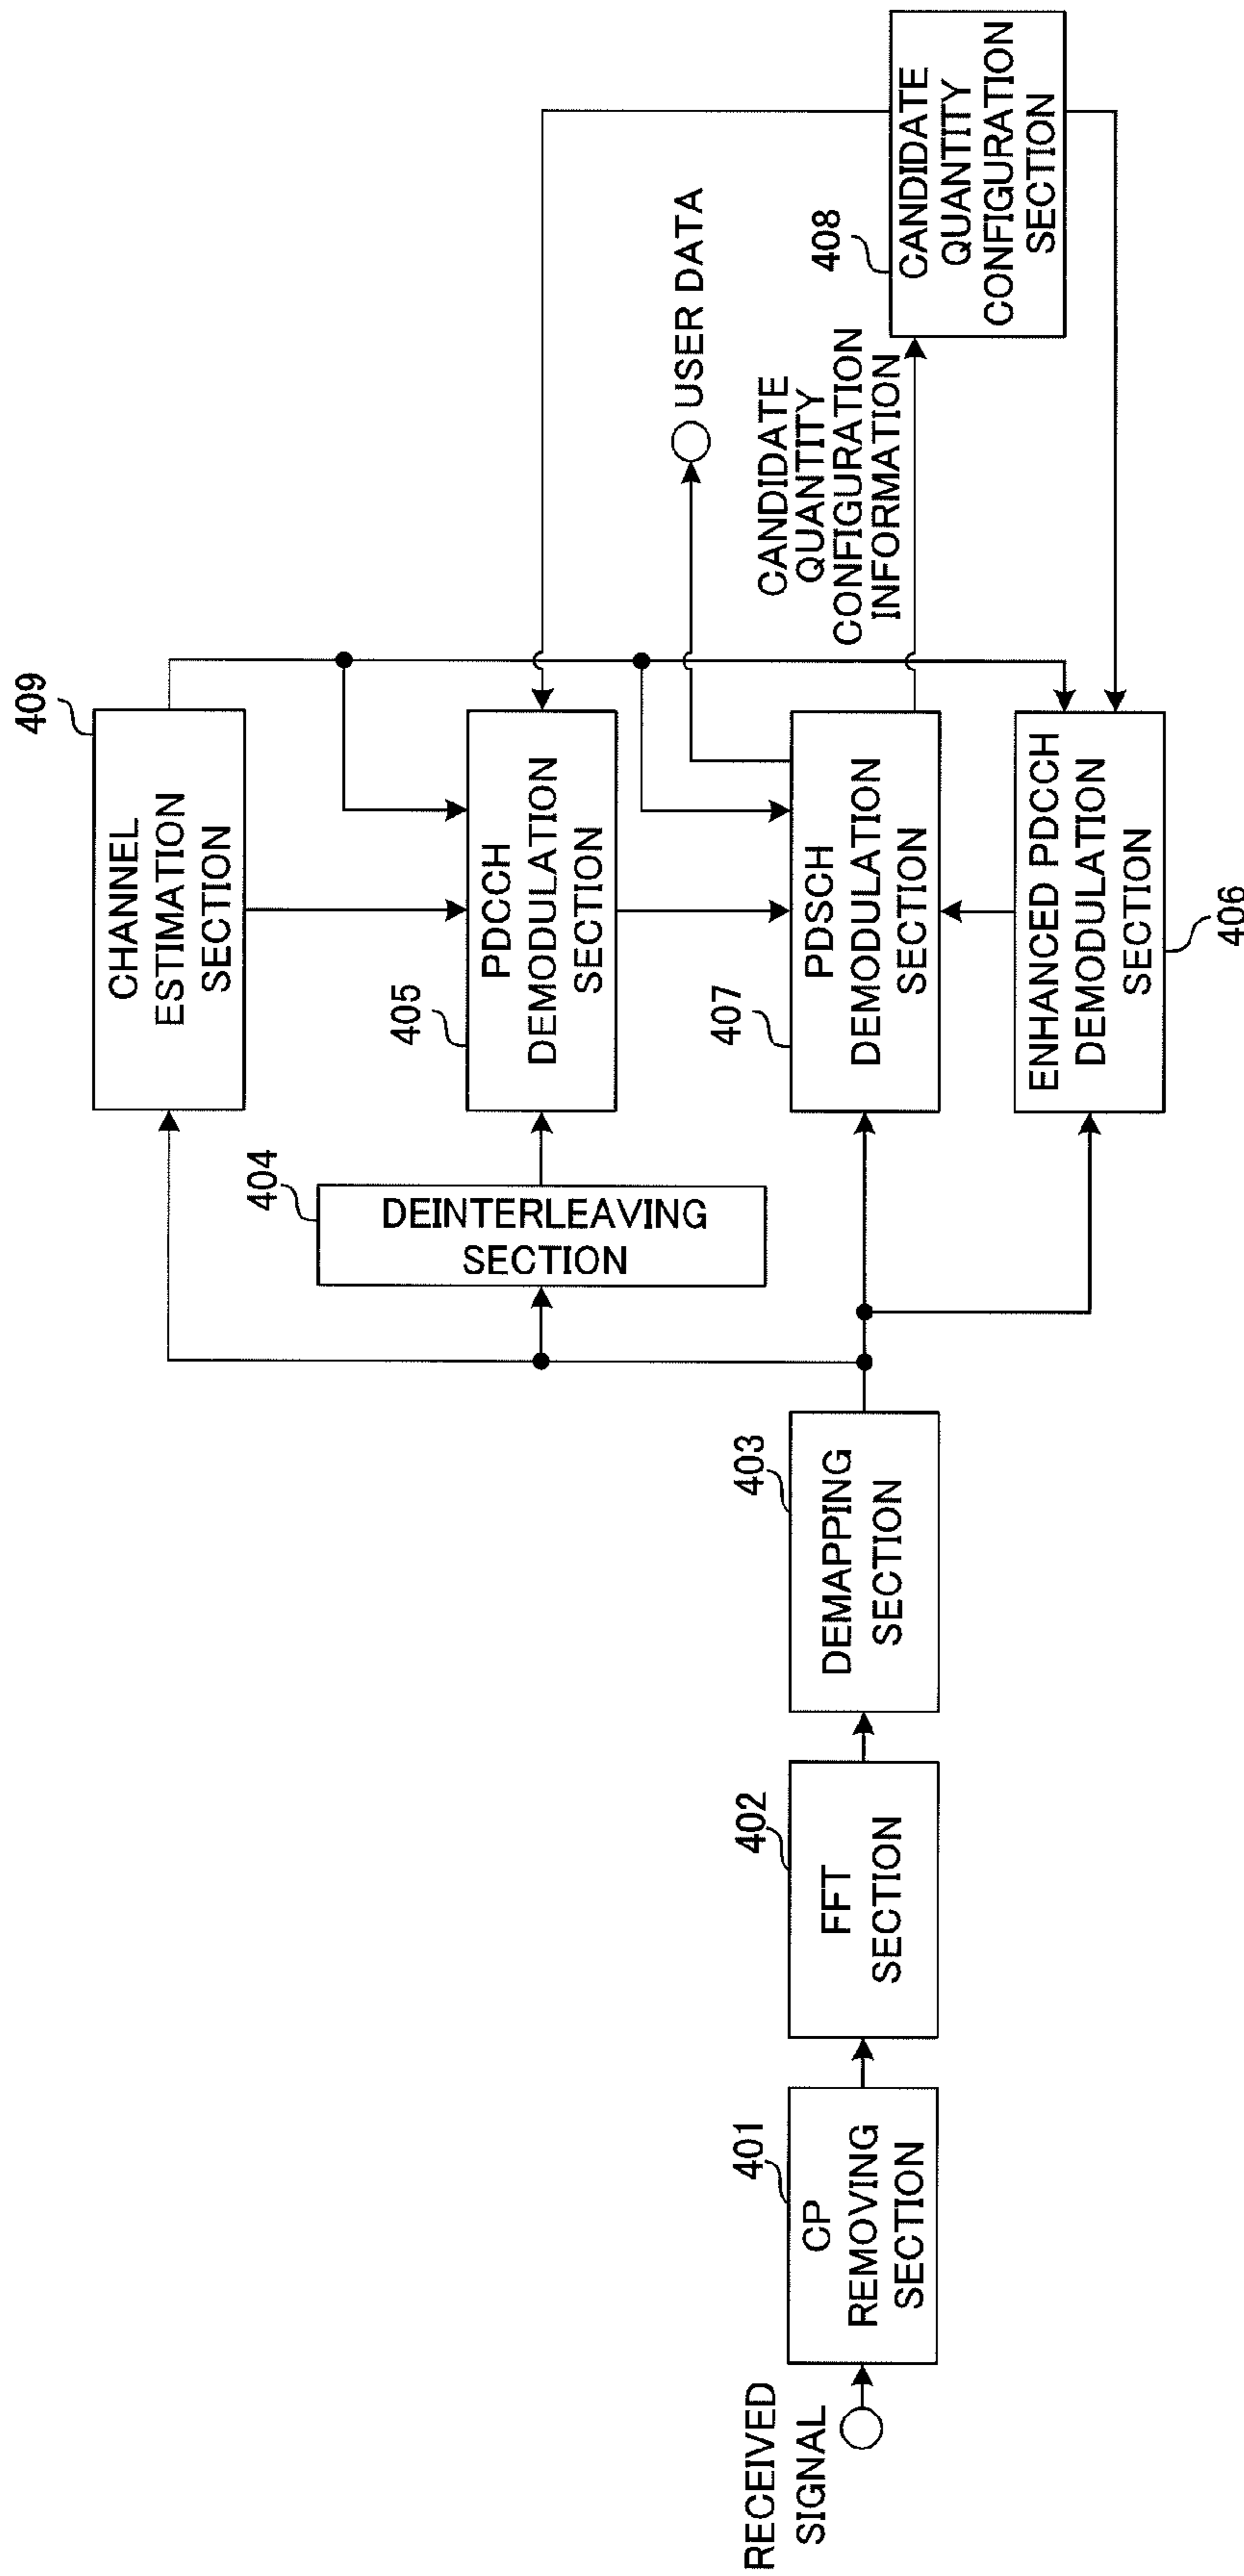 RECEIVED
SIGNAL
401
CP
REMOVING
SECTION
402
FFT
SECTION
403
DEMAPPING
SECTION
404
DEINTERLEAVING
SECTION
409
CHANNEL
ESTIMATION
SECTION
405
PDCCH
DEMODULATION
SECTION
407
PDSCH
DEMODULATION
SECTION
ENHANCED PDCCH
DEMODULATION
SECTION
406
USER DATA
CANDIDATE
QUANTITY
CONFIGURATION
INFORMATION
408
CANDIDATE
QUANTITY
CONFIGURATION
SECTION